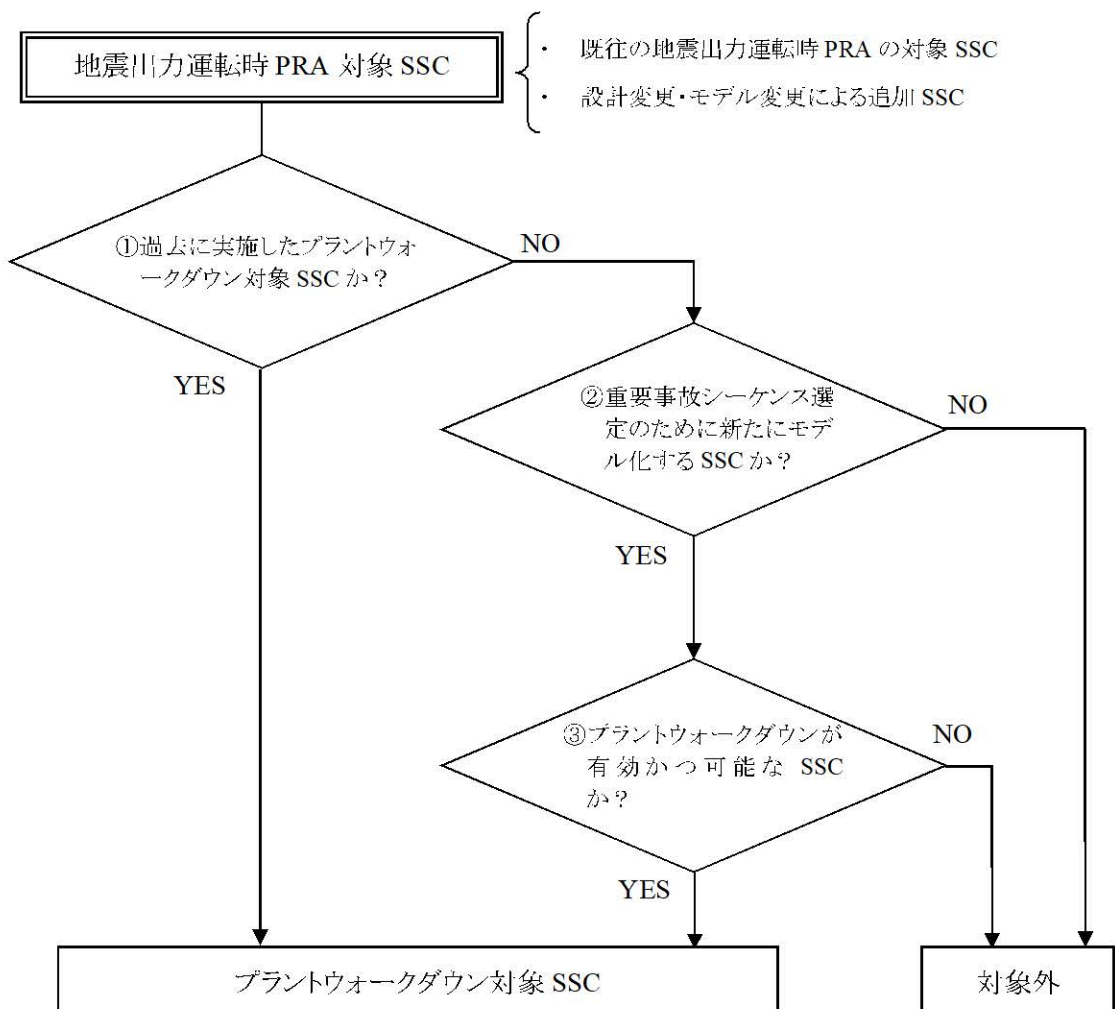 地震出力運転時 PRA 対象 SSC
・ 既往の地震出力運転時 PRA の対象 SSC
・ 設計変更・モデル変更による追加 SSC
①過去に実施したプラントウォ
ークダウン対象 SSC か？
NO
YES
②重要事故シーケンス選
定のために新たにモデ
ル化する SSC か？
NO
YES
③プラントウォークダウンが
有効かつ可能な SSC
か？
NO
YES
プラントウォークダウン対象 SSC
対象外